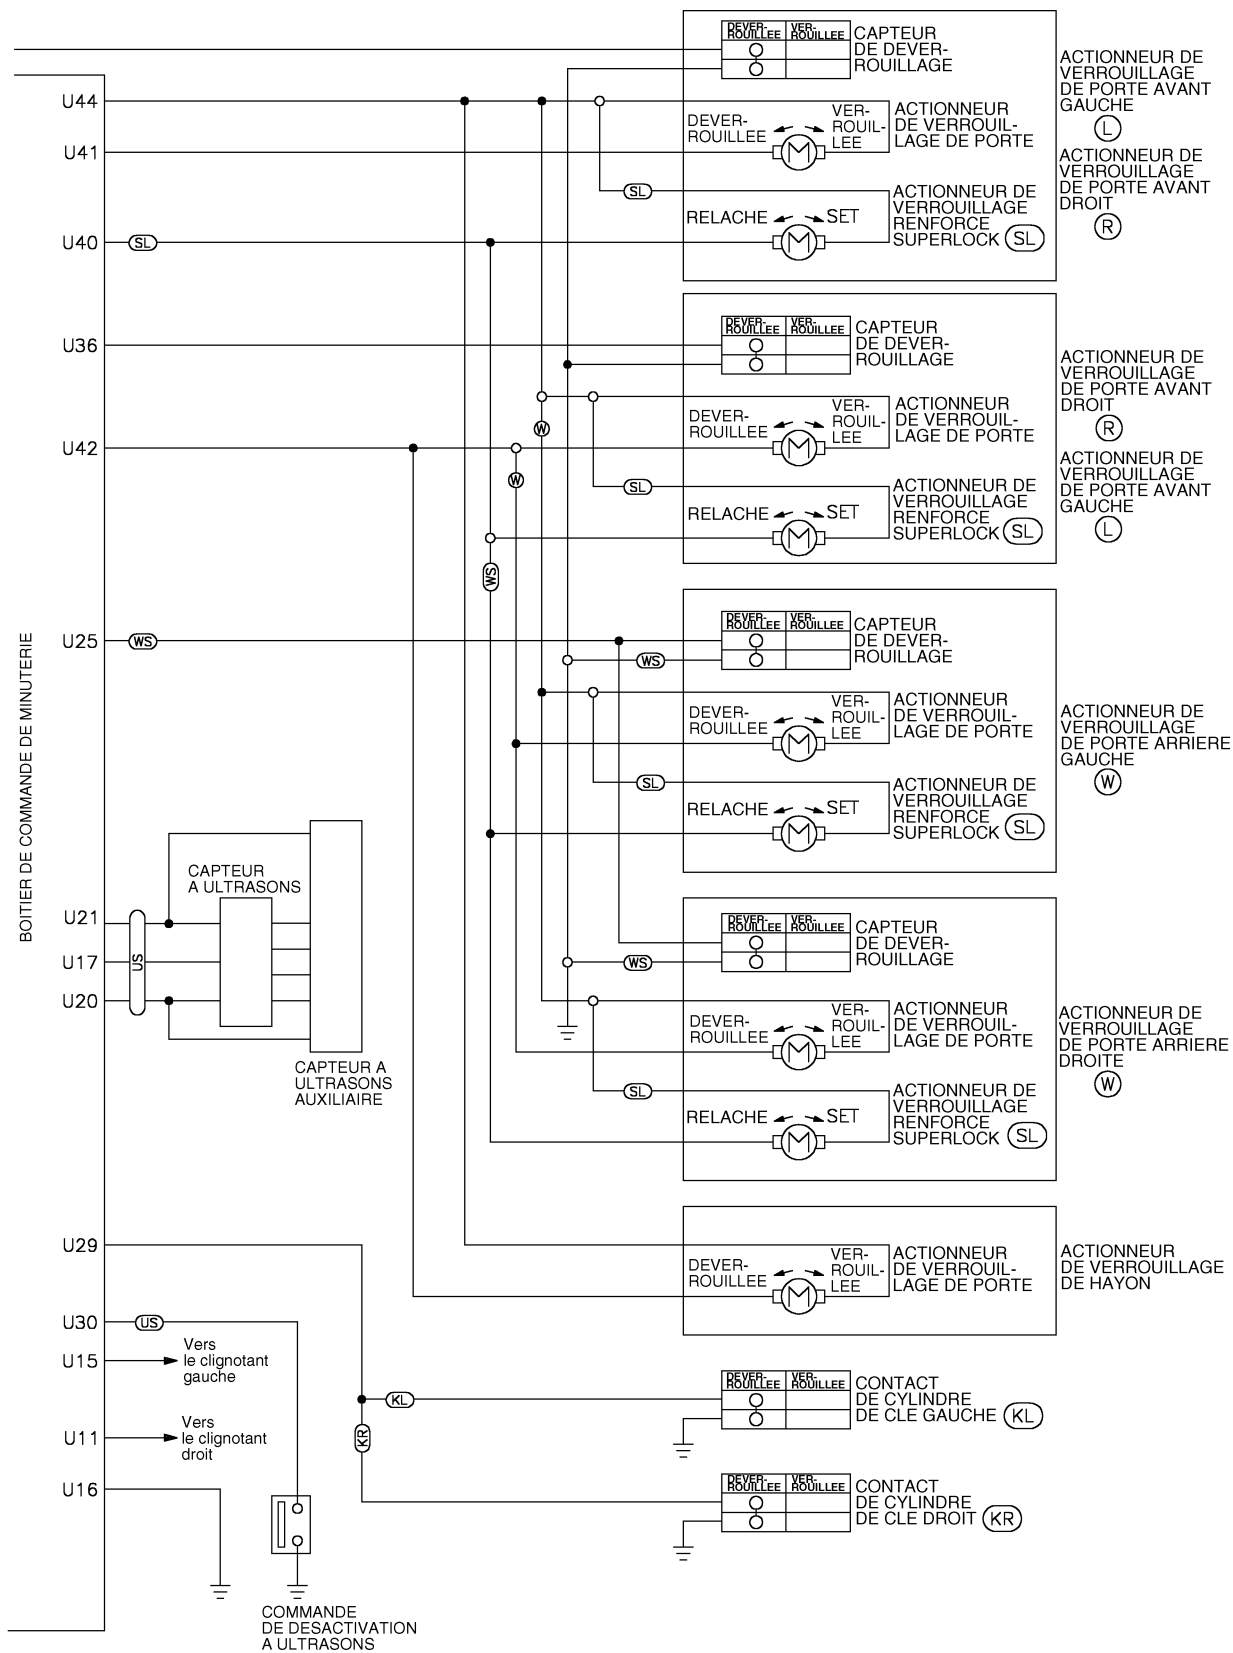 DEVER-
ROUILLEE
VER-
ROUILLEE
CAPTEUR
DE DEVER-
ROUILLAGE
ACTIONNEUR DE
VERROUILLAGE
DE PORTE AVANT
GAUCHE
L
U44
DEVER-
ROUILLEE
VER-
ROUIL-
LEE
M
ACTIONNEUR
DE VERROUIL-
LAGE DE PORTE
U41
ACTIONNEUR DE
VERROUILLAGE
DE PORTE AVANT
DROIT
R
SL
U40
SL
RELACHE
SET
M
ACTIONNEUR DE
VERROUILLAGE
RENFORCE
SUPERLOCK SL
DEVER-
ROUILLEE
VER-
ROUILLEE
CAPTEUR
DE DEVER-
ROUILLAGE
U36
ACTIONNEUR DE
VERROUILLAGE
DE PORTE AVANT
DROIT
R
W
DEVER-
ROUILLEE
VER-
ROUIL-
LEE
M
ACTIONNEUR
DE VERROUIL-
LAGE DE PORTE
U42
W
ACTIONNEUR DE
VERROUILLAGE
DE PORTE AVANT
GAUCHE
L
SL
RELACHE
SET
M
ACTIONNEUR DE
VERROUILLAGE
RENFORCE
SUPERLOCK SL
WS
DEVER-
ROUILLEE
VER-
ROUILLEE
CAPTEUR
DE DEVER-
ROUILLAGE
U25
WS
WS
BOITIER DE COMMANDE DE MINUTERIE
DEVER-
ROUILLEE
VER-
ROUIL-
LEE
M
ACTIONNEUR
DE VERROUIL-
LAGE DE PORTE
ACTIONNEUR DE
VERROUILLAGE
DE PORTE ARRIERE
GAUCHE
W
SL
RELACHE
SET
M
ACTIONNEUR DE
VERROUILLAGE
RENFORCE
SUPERLOCK SL
CAPTEUR
A ULTRASONS
U21
U17
U20
US
CAPTEUR A
ULTRASONS
AUXILIAIRE
DEVER-
ROUILLEE
VER-
ROUILLEE
CAPTEUR
DE DEVER-
ROUILLAGE
WS
DEVER-
ROUILLEE
VER-
ROUIL-
LEE
M
ACTIONNEUR
DE VERROUIL-
LAGE DE PORTE
ACTIONNEUR DE
VERROUILLAGE
DE PORTE ARRIERE
DROITE
W
SL
RELACHE
SET
M
ACTIONNEUR DE
VERROUILLAGE
RENFORCE
SUPERLOCK SL
U29
DEVER-
ROUILLEE
VER-
ROUIL-
LEE
M
ACTIONNEUR
DE VERROUIL-
LAGE DE PORTE
ACTIONNEUR
DE VERROUILLAGE
DE HAYON
U30
US
U15
Vers
le clignotant
gauche
KL
DEVER-
ROUILLEE
VER-
ROUILLEE
CONTACT
DE CYLINDRE
DE CLE GAUCHE KL
U11
Vers
le clignotant
droit
KR
U16
DEVER-
ROUILLEE
VER-
ROUILLEE
CONTACT
DE CYLINDRE
DE CLE DROIT KR
COMMANDE
DE DESACTIVATION
A ULTRASONS